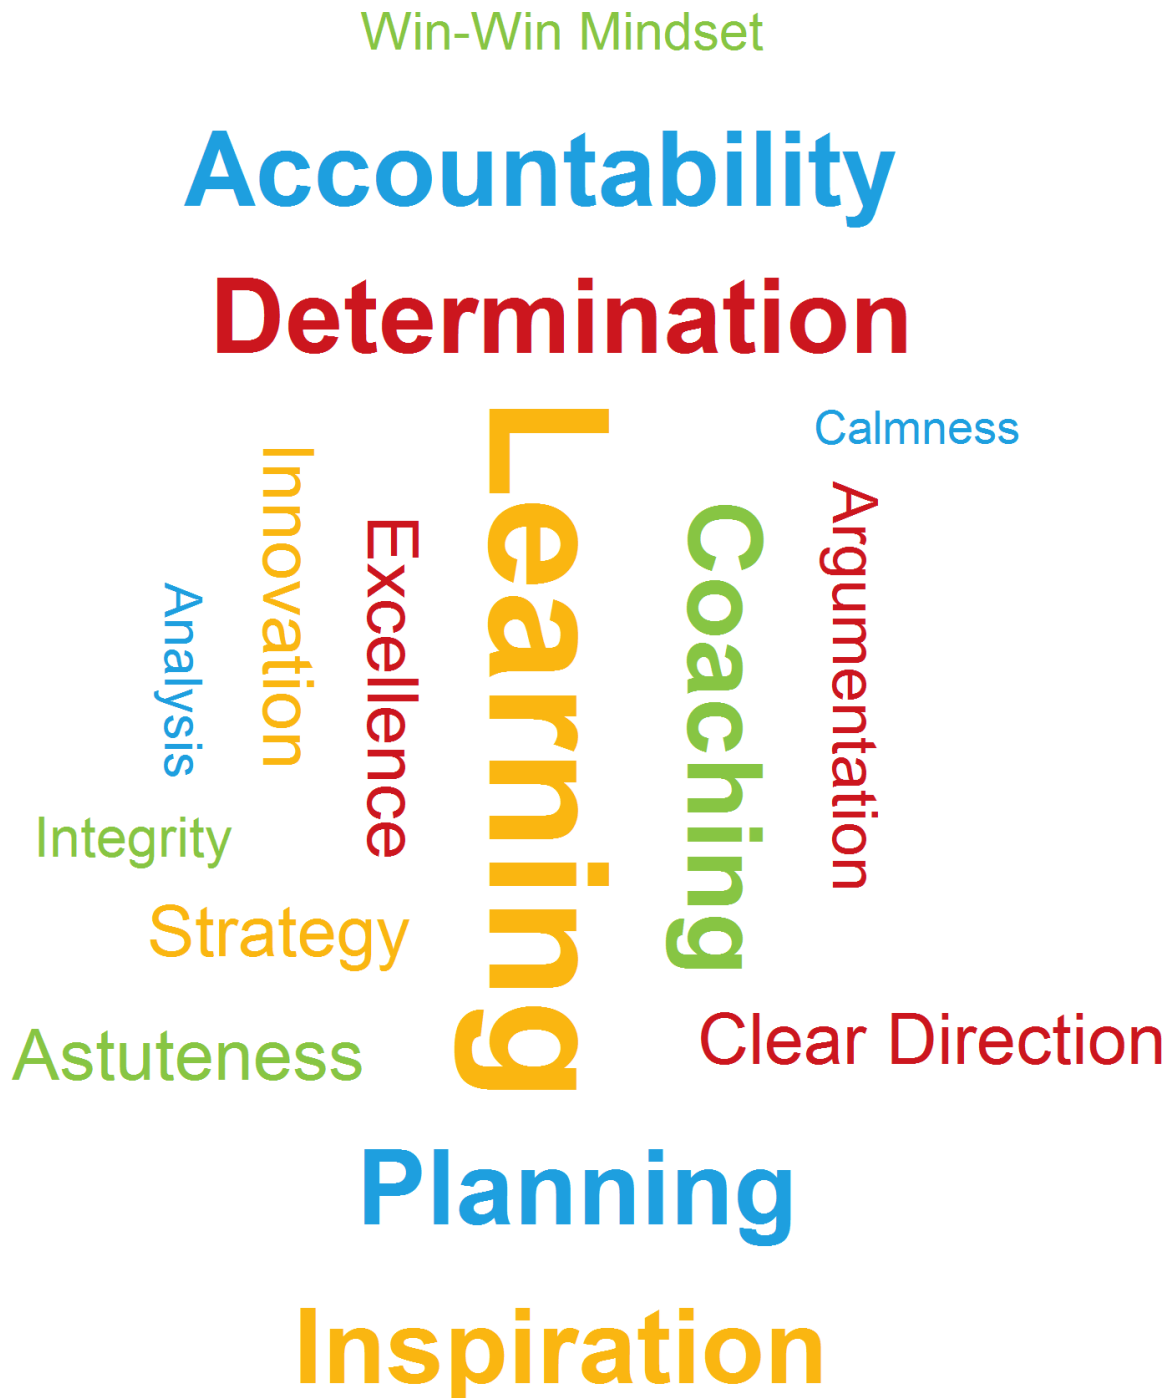 Win-Win Mindset
Accountability
Determination
Learning
Calmness
Innovation
Argumentation
Coaching
Excellence
Analysis
Integrity
Strategy
Clear Direction
Astuteness
Planning
Inspiration